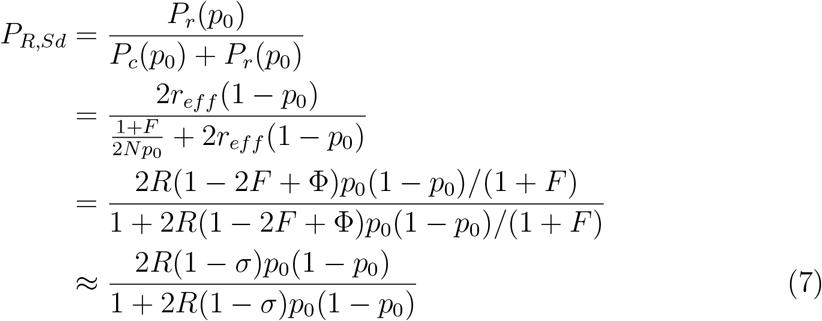 P_{R,Sd} = \frac{P_r(p_0)}{P_c(p_0) + P_r(p_0)}
= \frac{2r_{eff}(1 - p_0)}{\frac{1+F}{2Np_0} + 2r_{eff}(1 - p_0)}
= \frac{2R(1 - 2F + \Phi)p_0(1 - p_0)/(1 + F)}{1 + 2R(1 - 2F + \Phi)p_0(1 - p_0)/(1 + F)}
\approx \frac{2R(1 - \sigma)p_0(1 - p_0)}{1 + 2R(1 - \sigma)p_0(1 - p_0)} (7)